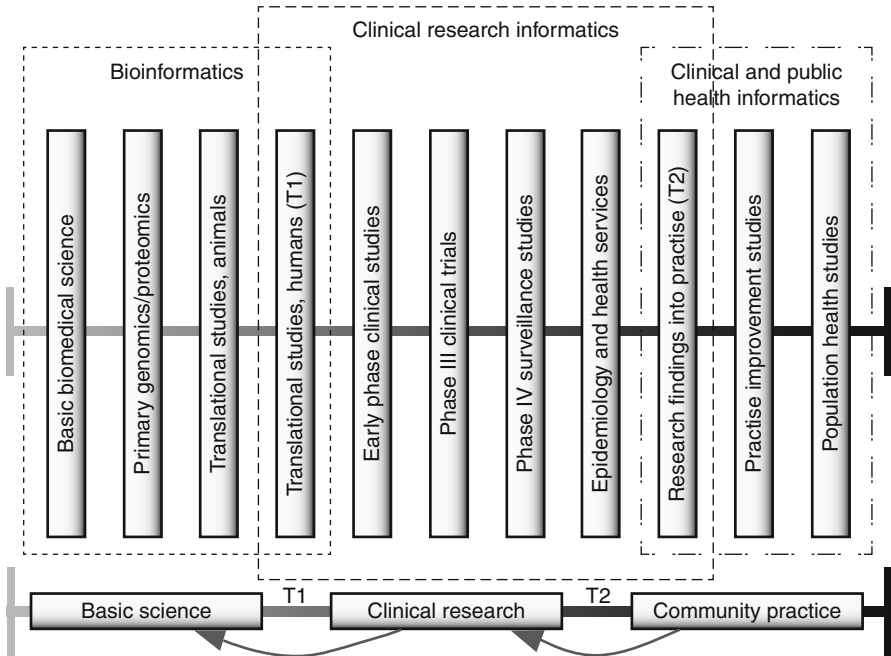 Clinical research informatics
Bioinformatics
Clinical and public
health informatics
Basic biomedical science
Primary genomics/proteomics
Translational studies, animals
Translational studies, humans (T1)
Early phase clinical studies
Phase III clinical trials
Phase IV surveillance studies
Epidemiology and health services
Research findings into practise (T2)
Practise improvement studies
Population health studies
Basic science
T1
Clinical research
T2
Community practice